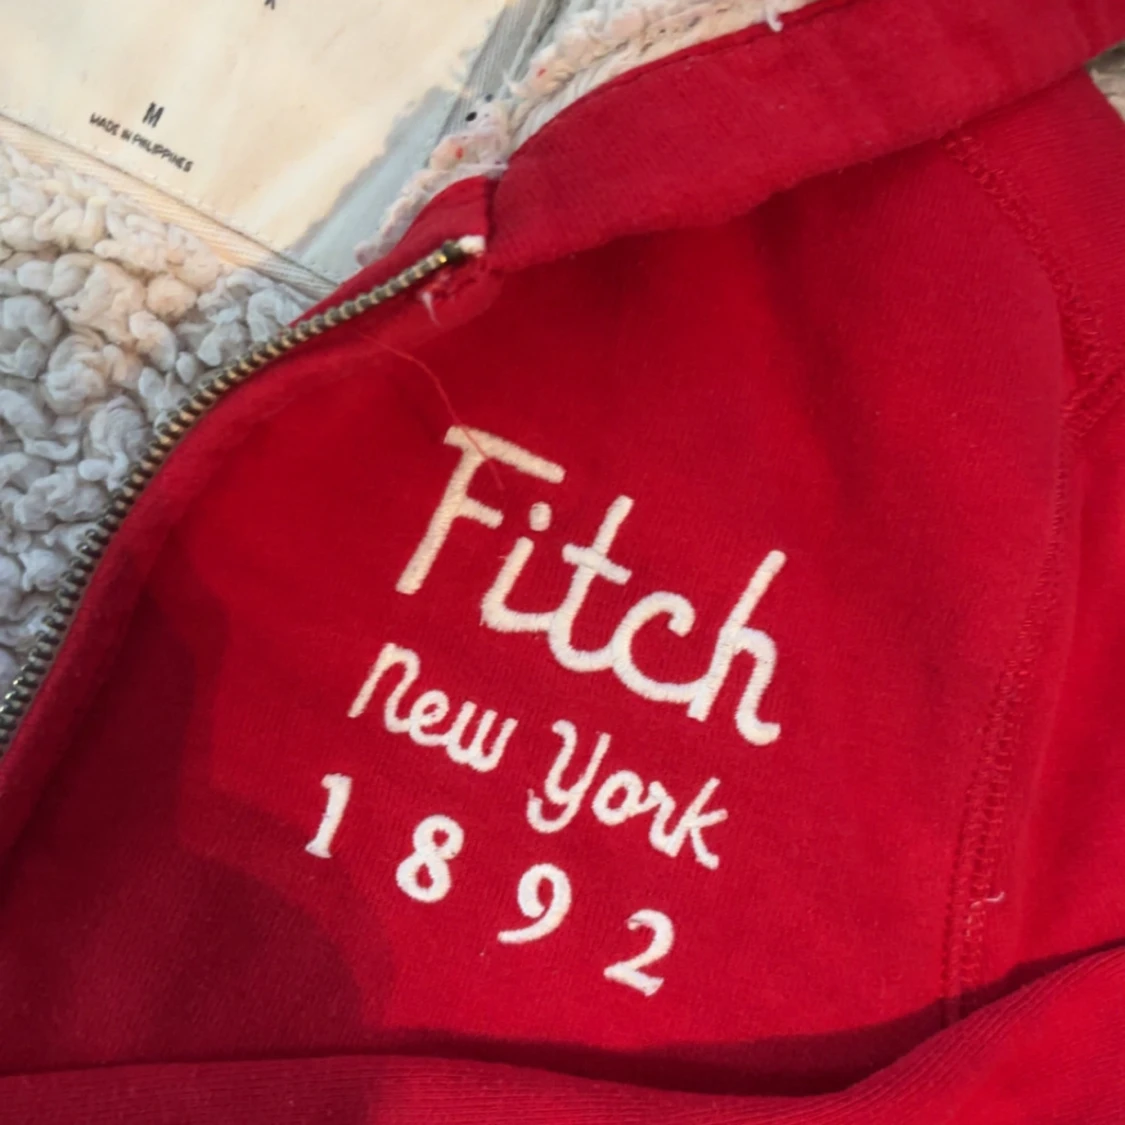 M
MADE IN PHILIPPINES
Fitch
New York
1892